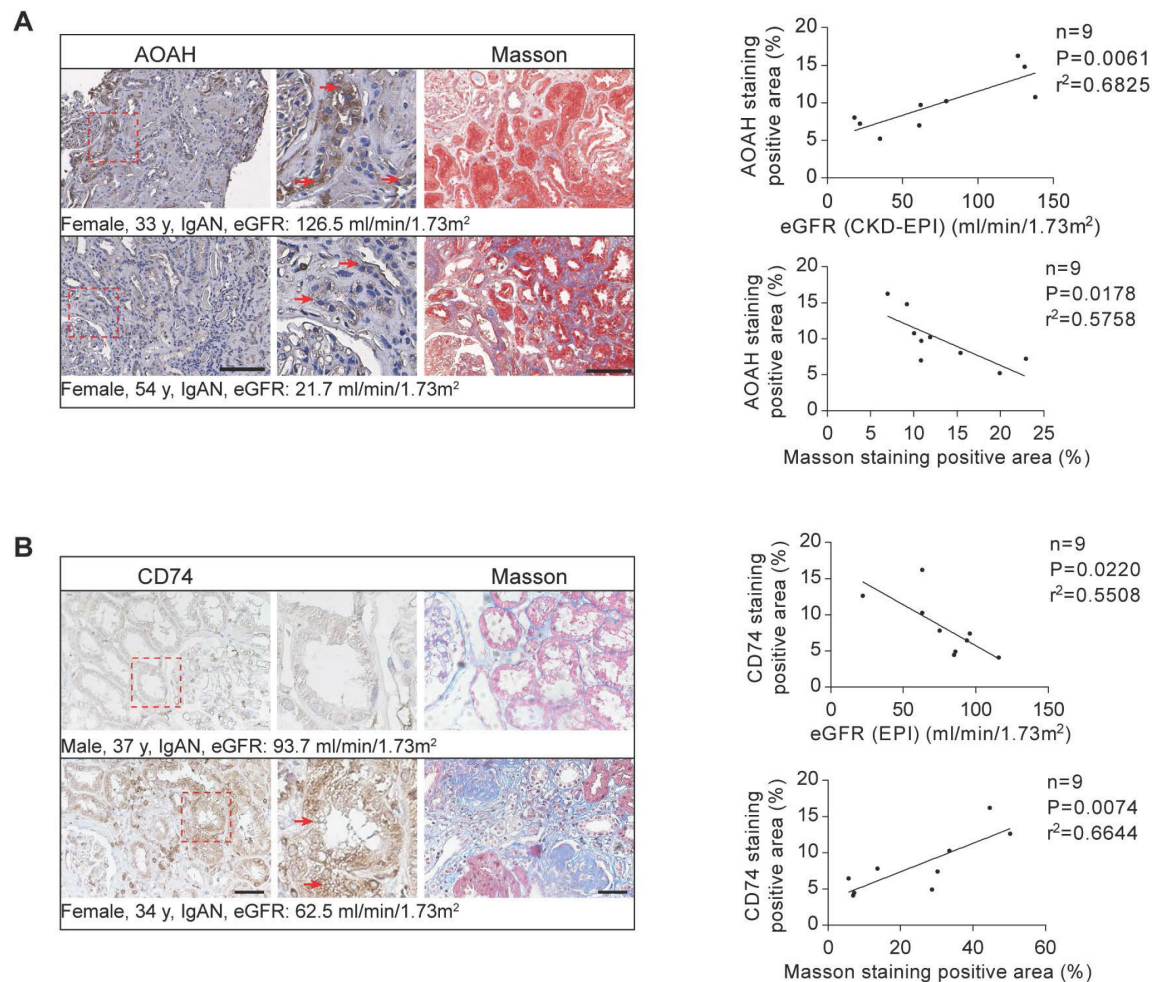 A
AOAH Masson
Female, 33 y, IgAN, eGFR: 126.5 ml/min/1.73m²
Female, 54 y, IgAN, eGFR: 21.7 ml/min/1.73m²
AOAH staining
positive area (%)
20
15
10
5
0
0 50 100 150
eGFR (CKD-EPI) (ml/min/1.73m²)
n=9
P=0.0061
r²=0.6825
AOAH staining
positive area (%)
20
15
10
5
0
0 5 10 15 20 25
Masson staining positive area (%)
n=9
P=0.0178
r²=0.5758
B
CD74 Masson
Male, 37 y, IgAN, eGFR: 93.7 ml/min/1.73m²
Female, 34 y, IgAN, eGFR: 62.5 ml/min/1.73m²
CD74 staining
positive area (%)
20
15
10
5
0
0 50 100 150
eGFR (EPI) (ml/min/1.73m²)
n=9
P=0.0220
r²=0.5508
CD74 staining
positive area (%)
20
15
10
5
0
0 20 40 60
Masson staining positive area (%)
n=9
P=0.0074
r²=0.6644